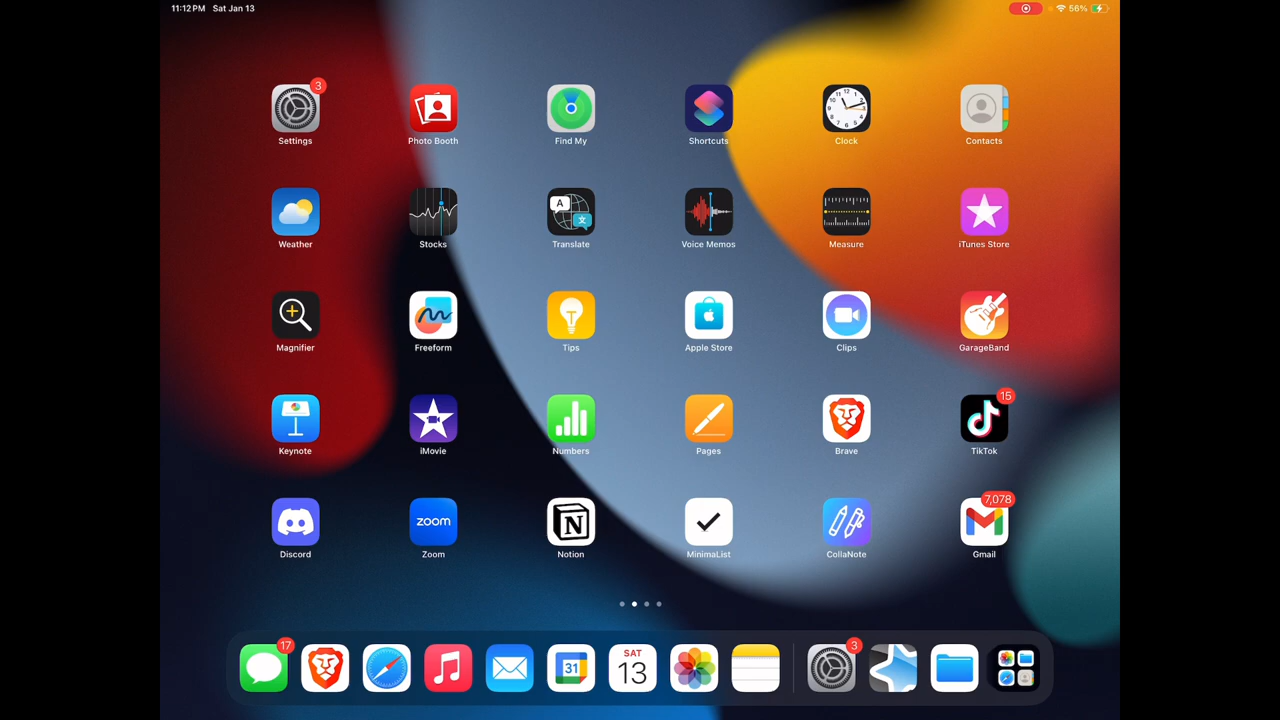 11:12 PM Sat Jan 13
56%
3
Settings
Photo Booth
Find My
Shortcuts
Clock
Contacts
Weather
Stocks
A
文
Translate
Voice Memos
Measure
iTunes Store
Magnifier
Freeform
Tips
Apple Store
Clips
GarageBand
Keynote
iMovie
Numbers
Pages
Brave
15
TikTok
Discord
zoom
Zoom
N
Notion
MinimaList
CollaNote
7,078
Gmail
17
31
SAT
13
3